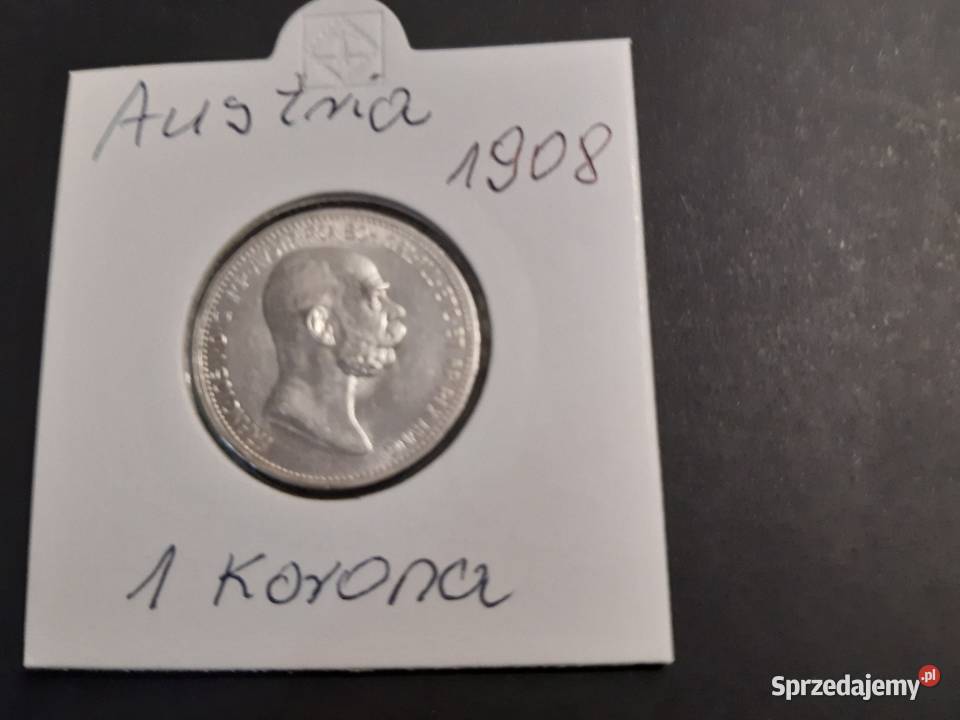 Austria
1908
1 Korona
Sprzedajemy.pl